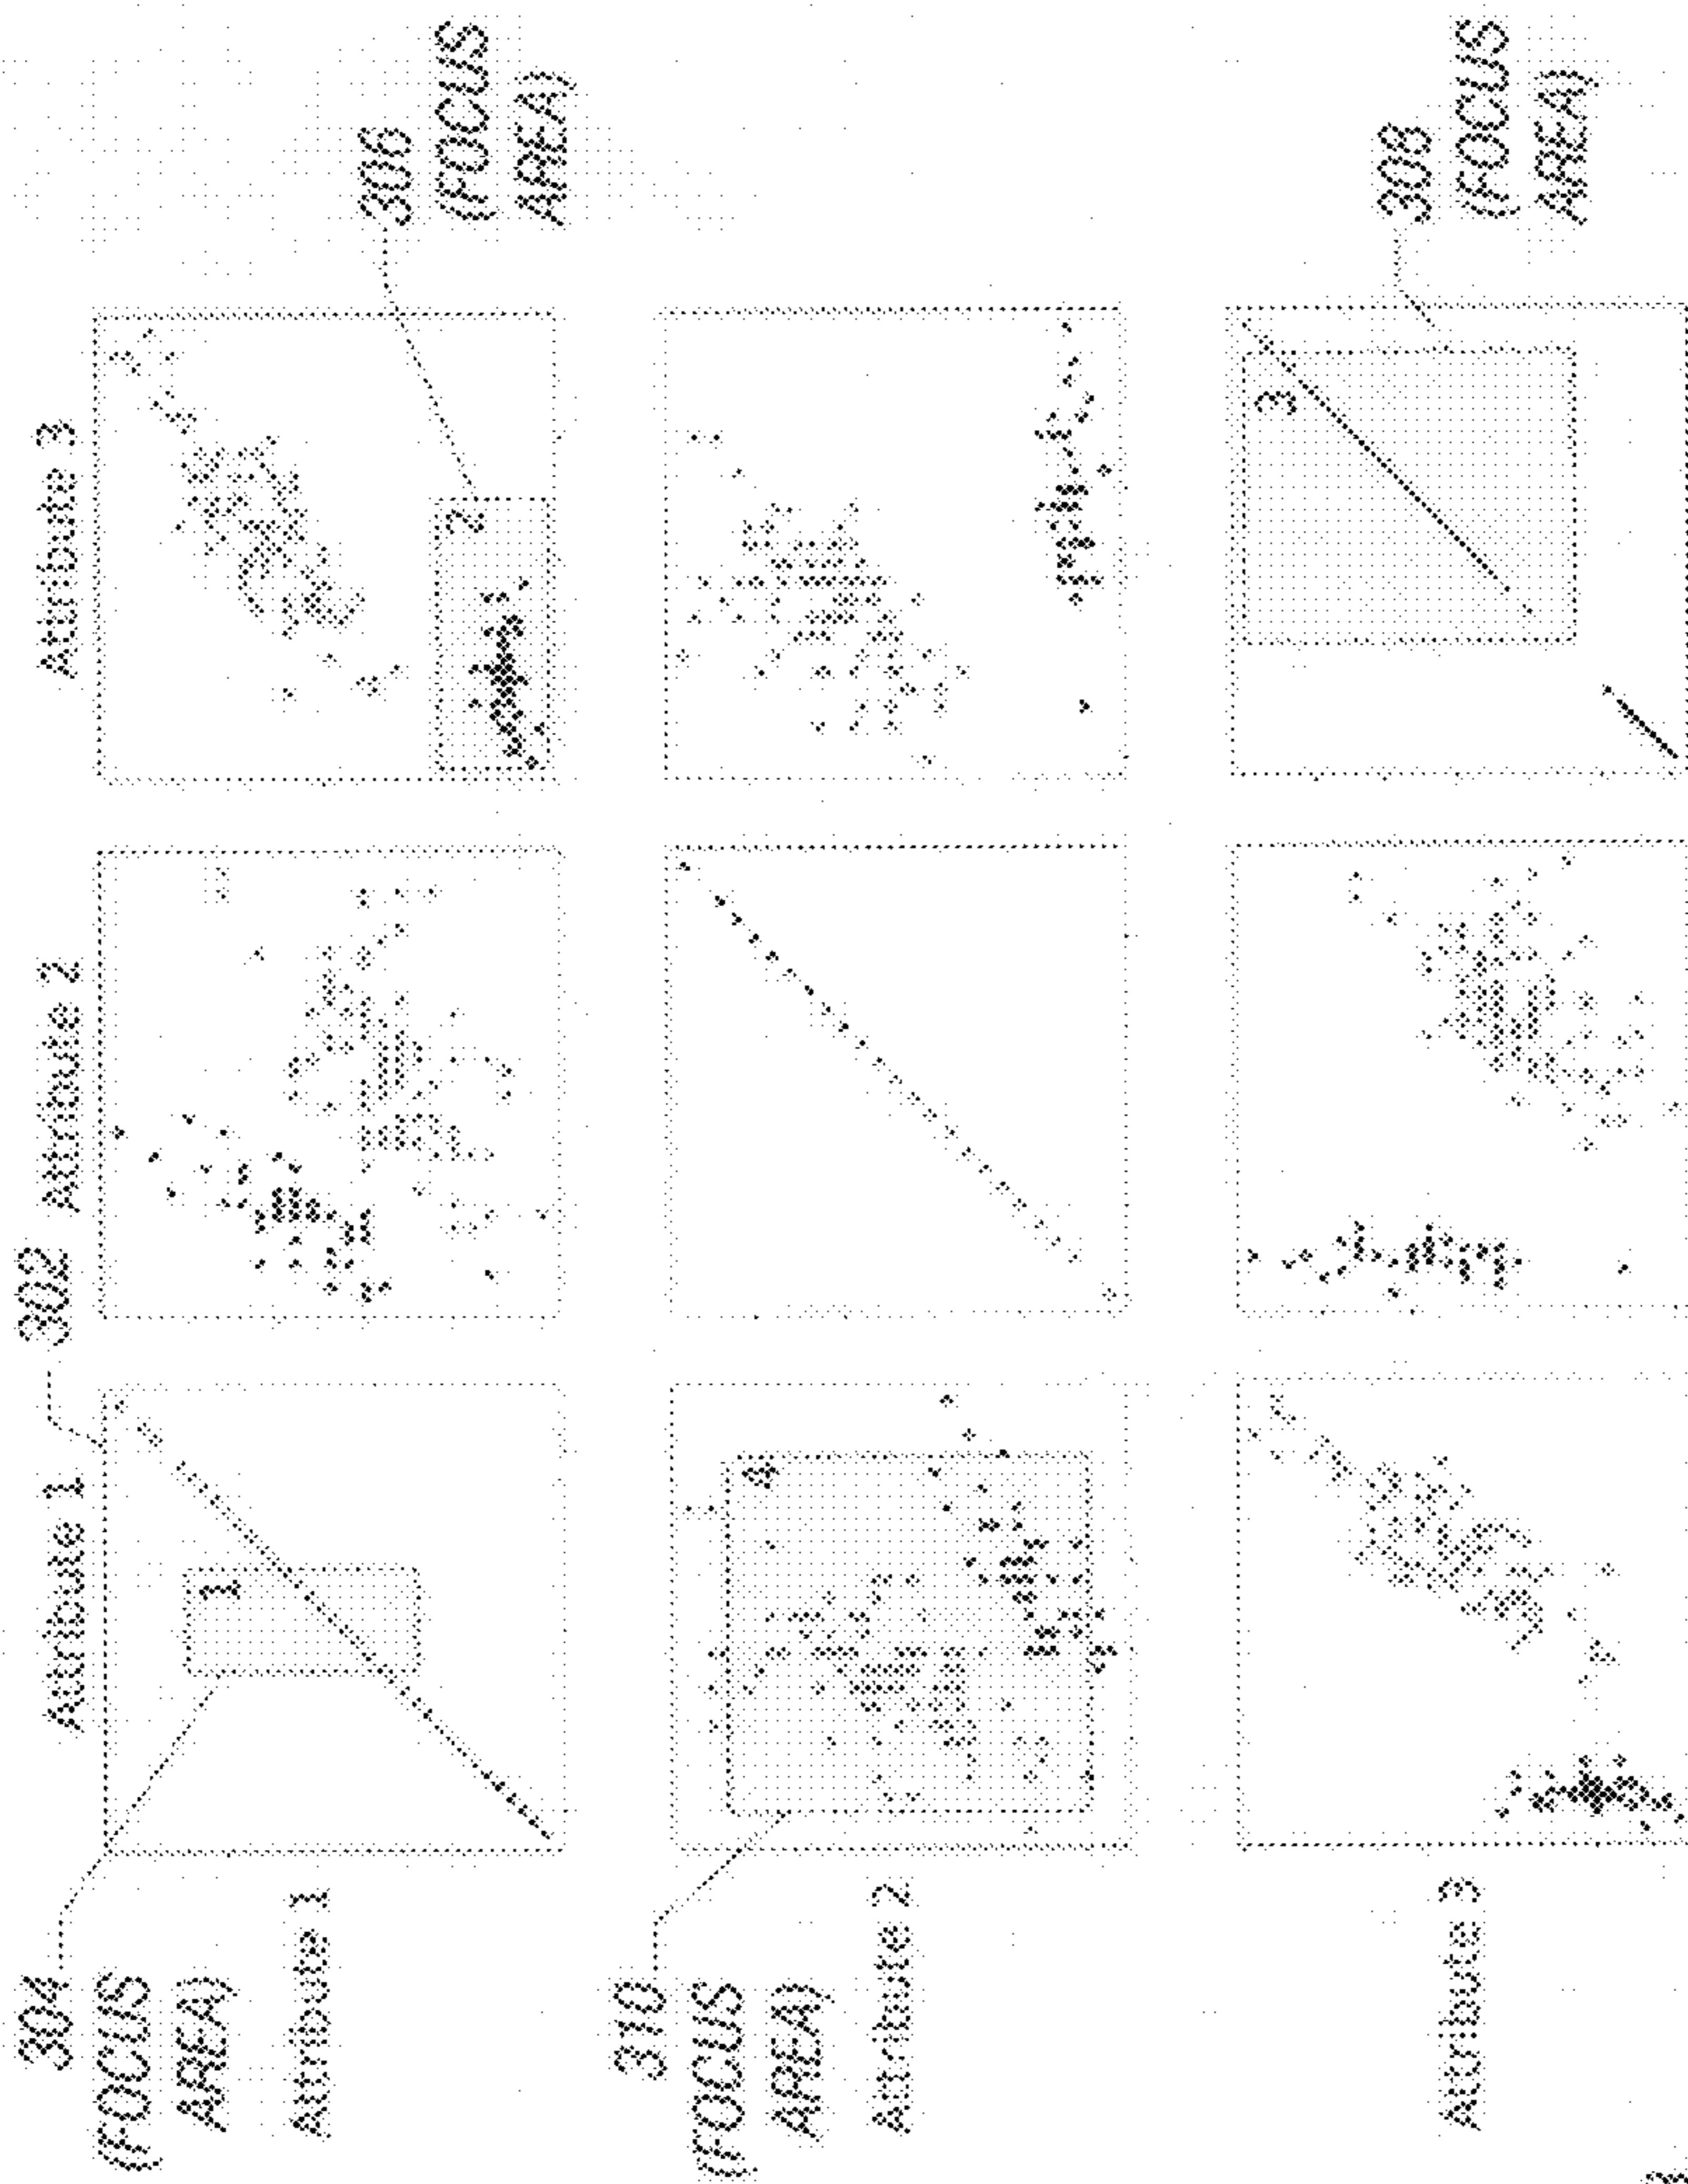 302
Attribute 1
Attribute 2
Attribute 3
304
(FOCUS
AREA)
Attribute 1
1
2
306
(FOCUS
AREA)
310
(FOCUS
AREA)
Attribute 2
4
Attribute 3
3
308
(FOCUS
AREA)